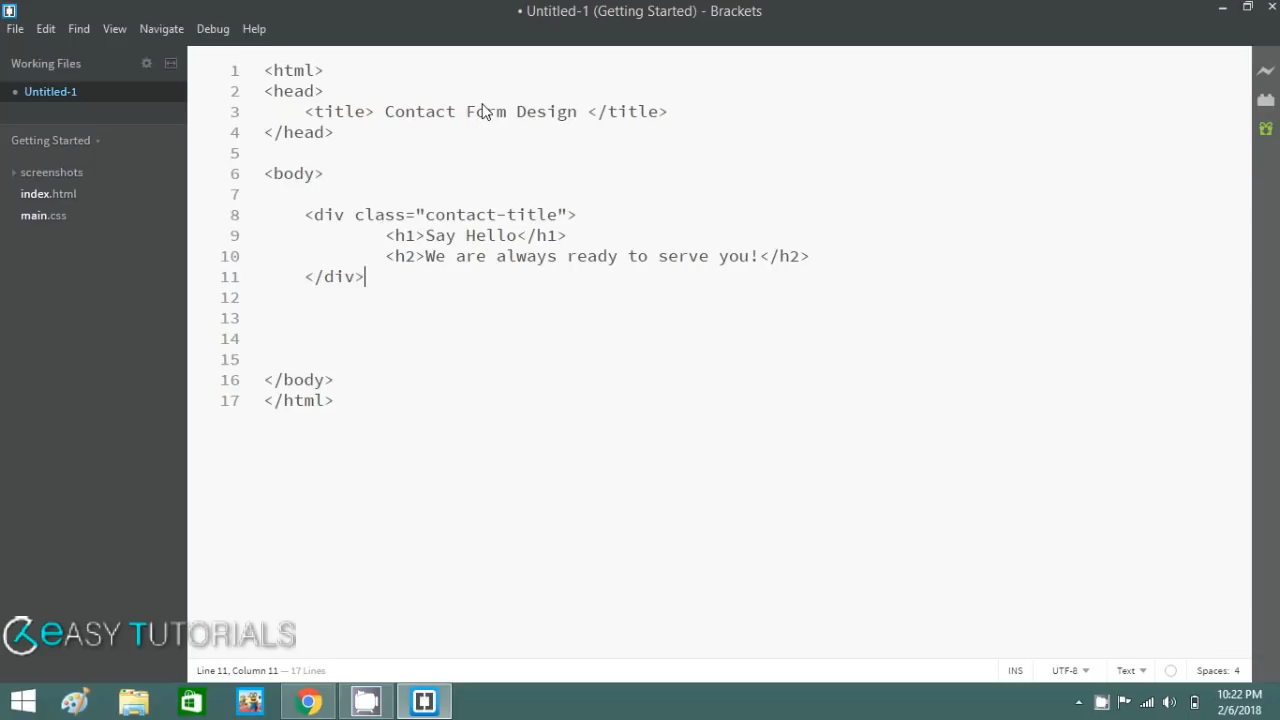 • Untitled-1 (Getting Started) - Brackets
File Edit Find View Navigate Debug Help
Working Files
• Untitled-1
Getting Started
screenshots
index.html
main.css
1 <html>
2 <head>
3 <title> Contact Form Design </title>
4 </head>
5
6 <body>
7
8 <div class="contact-title">
9 <h1>Say Hello</h1>
10 <h2>We are always ready to serve you!</h2>
11 </div>
12
13
14
15
16 </body>
17 </html>
eASY TUTORIALS
Line 11, Column 11 — 17 Lines INS UTF-8 Text Spaces: 4
10:22 PM
2/6/2018